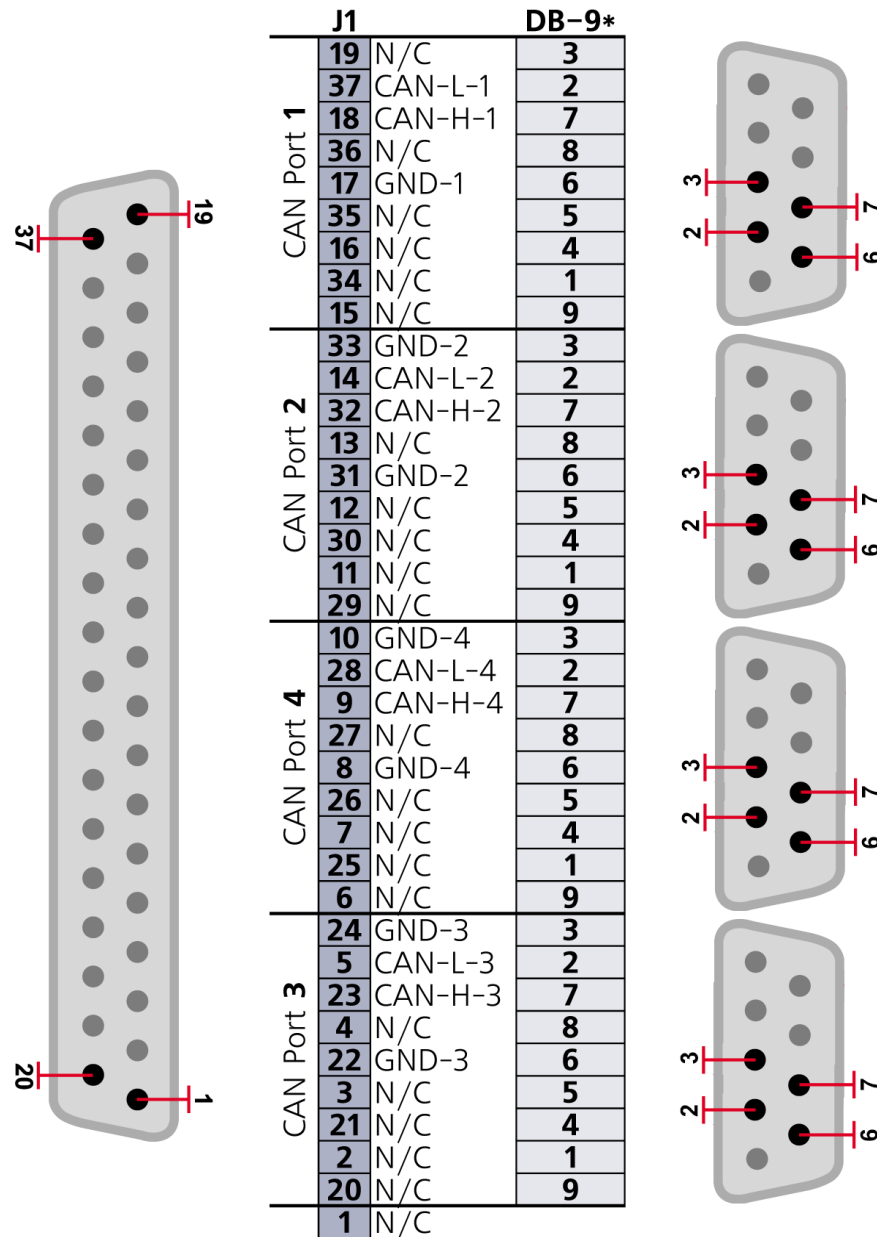 J1 DB-9*
CAN Port 1
19 N/C 3
37 CAN-L-1 2
18 CAN-H-1 7
36 N/C 8
17 GND-1 6
35 N/C 5
16 N/C 4
34 N/C 1
15 N/C 9
CAN Port 2
33 GND-2 3
14 CAN-L-2 2
32 CAN-H-2 7
13 N/C 8
31 GND-2 6
12 N/C 5
30 N/C 4
11 N/C 1
29 N/C 9
CAN Port 4
10 GND-4 3
28 CAN-L-4 2
9 CAN-H-4 7
27 N/C 8
8 GND-4 6
26 N/C 5
7 N/C 4
25 N/C 1
6 N/C 9
CAN Port 3
24 GND-3 3
5 CAN-L-3 2
23 CAN-H-3 7
4 N/C 8
22 GND-3 6
3 N/C 5
21 N/C 4
2 N/C 1
20 N/C 9
1 N/C
19
37
20
1
3
7
2
6
3
7
2
6
3
7
2
6
3
7
2
6